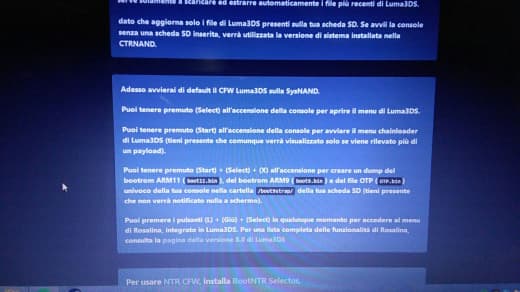 serve solamente a scaricare ed estrarre automaticamente i file più recenti di Luma3DS.
dato che aggiorna solo i file di Luma3DS presenti sulla tua scheda SD. Se avvii la console
senza una scheda SD inserita, verrà utilizzata la versione di sistema installata nella
CTRNAND.
Adesso avvierai di default il CFW Luma3DS sulla SysNAND.
Puoi tenere premuto (Select) all'accensione della console per aprire il menu di Luma3DS.
Puoi tenere premuto (Start) all'accensione della console per avviare il menu chainloader
di Luma3DS (tieni presente che comunque verrà visualizzato solo se viene rilevato più di
un payload).
Puoi tenere premuto (Start) + (Select) + (X) all'accensione per creare un dump del
bootrom ARM11 ( boot11.bin ), del bootrom ARM9 ( boot9.bin ) e del file OTP ( OTP.bin )
univoco della tua console nella cartella /boot9strap/ della tua scheda SD (tieni presente
che non verrà notificato nulla a schermo).
Puoi premere i pulsanti (L) + (Giù) + (Select) in qualunque momento per accedere al menu
di Rosalina, integrato in Luma3DS. Per una lista completa delle funzionalità di Rosalina,
consulta la pagina della versione 8.0 di Luma3DS
Per usare NTR CFW, installa BootNTR Selector.